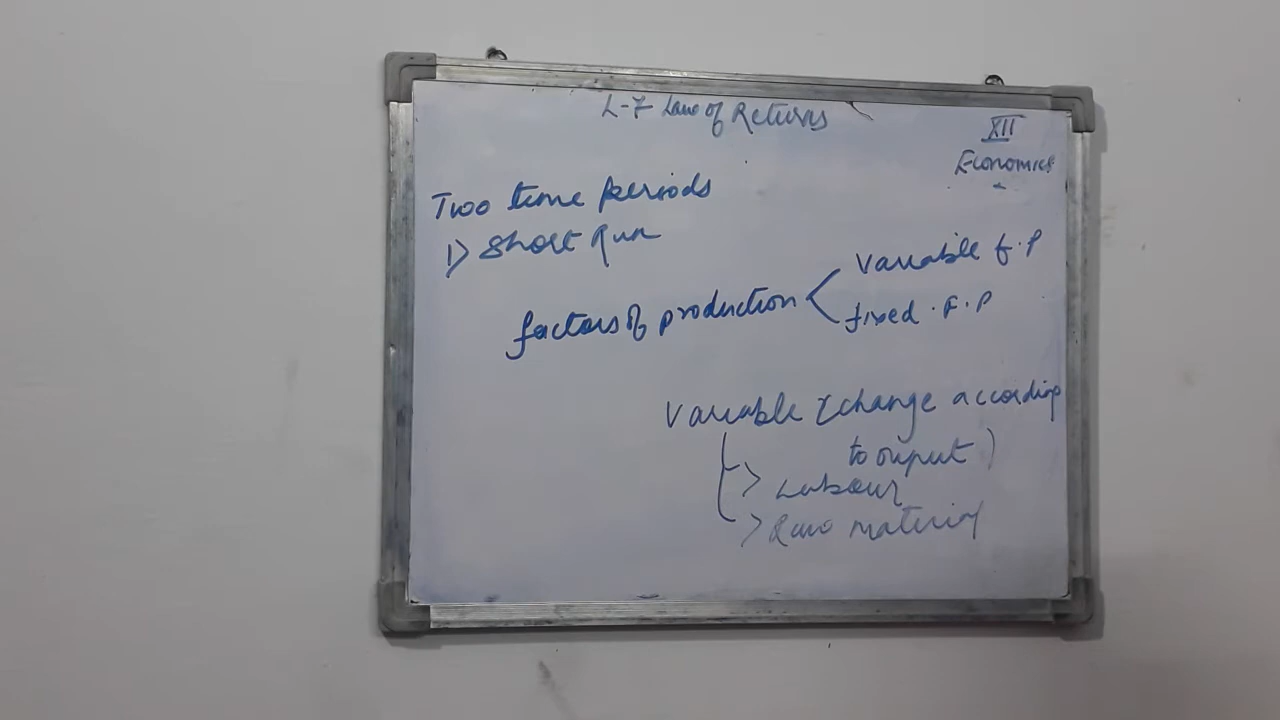 L-7 Law of Returns
XII
Economics
Two time periods
1) Short Run
factors of production < Variable f.P
fixed.F.P
Variable (change according
to output)
> Labour
> Raw material